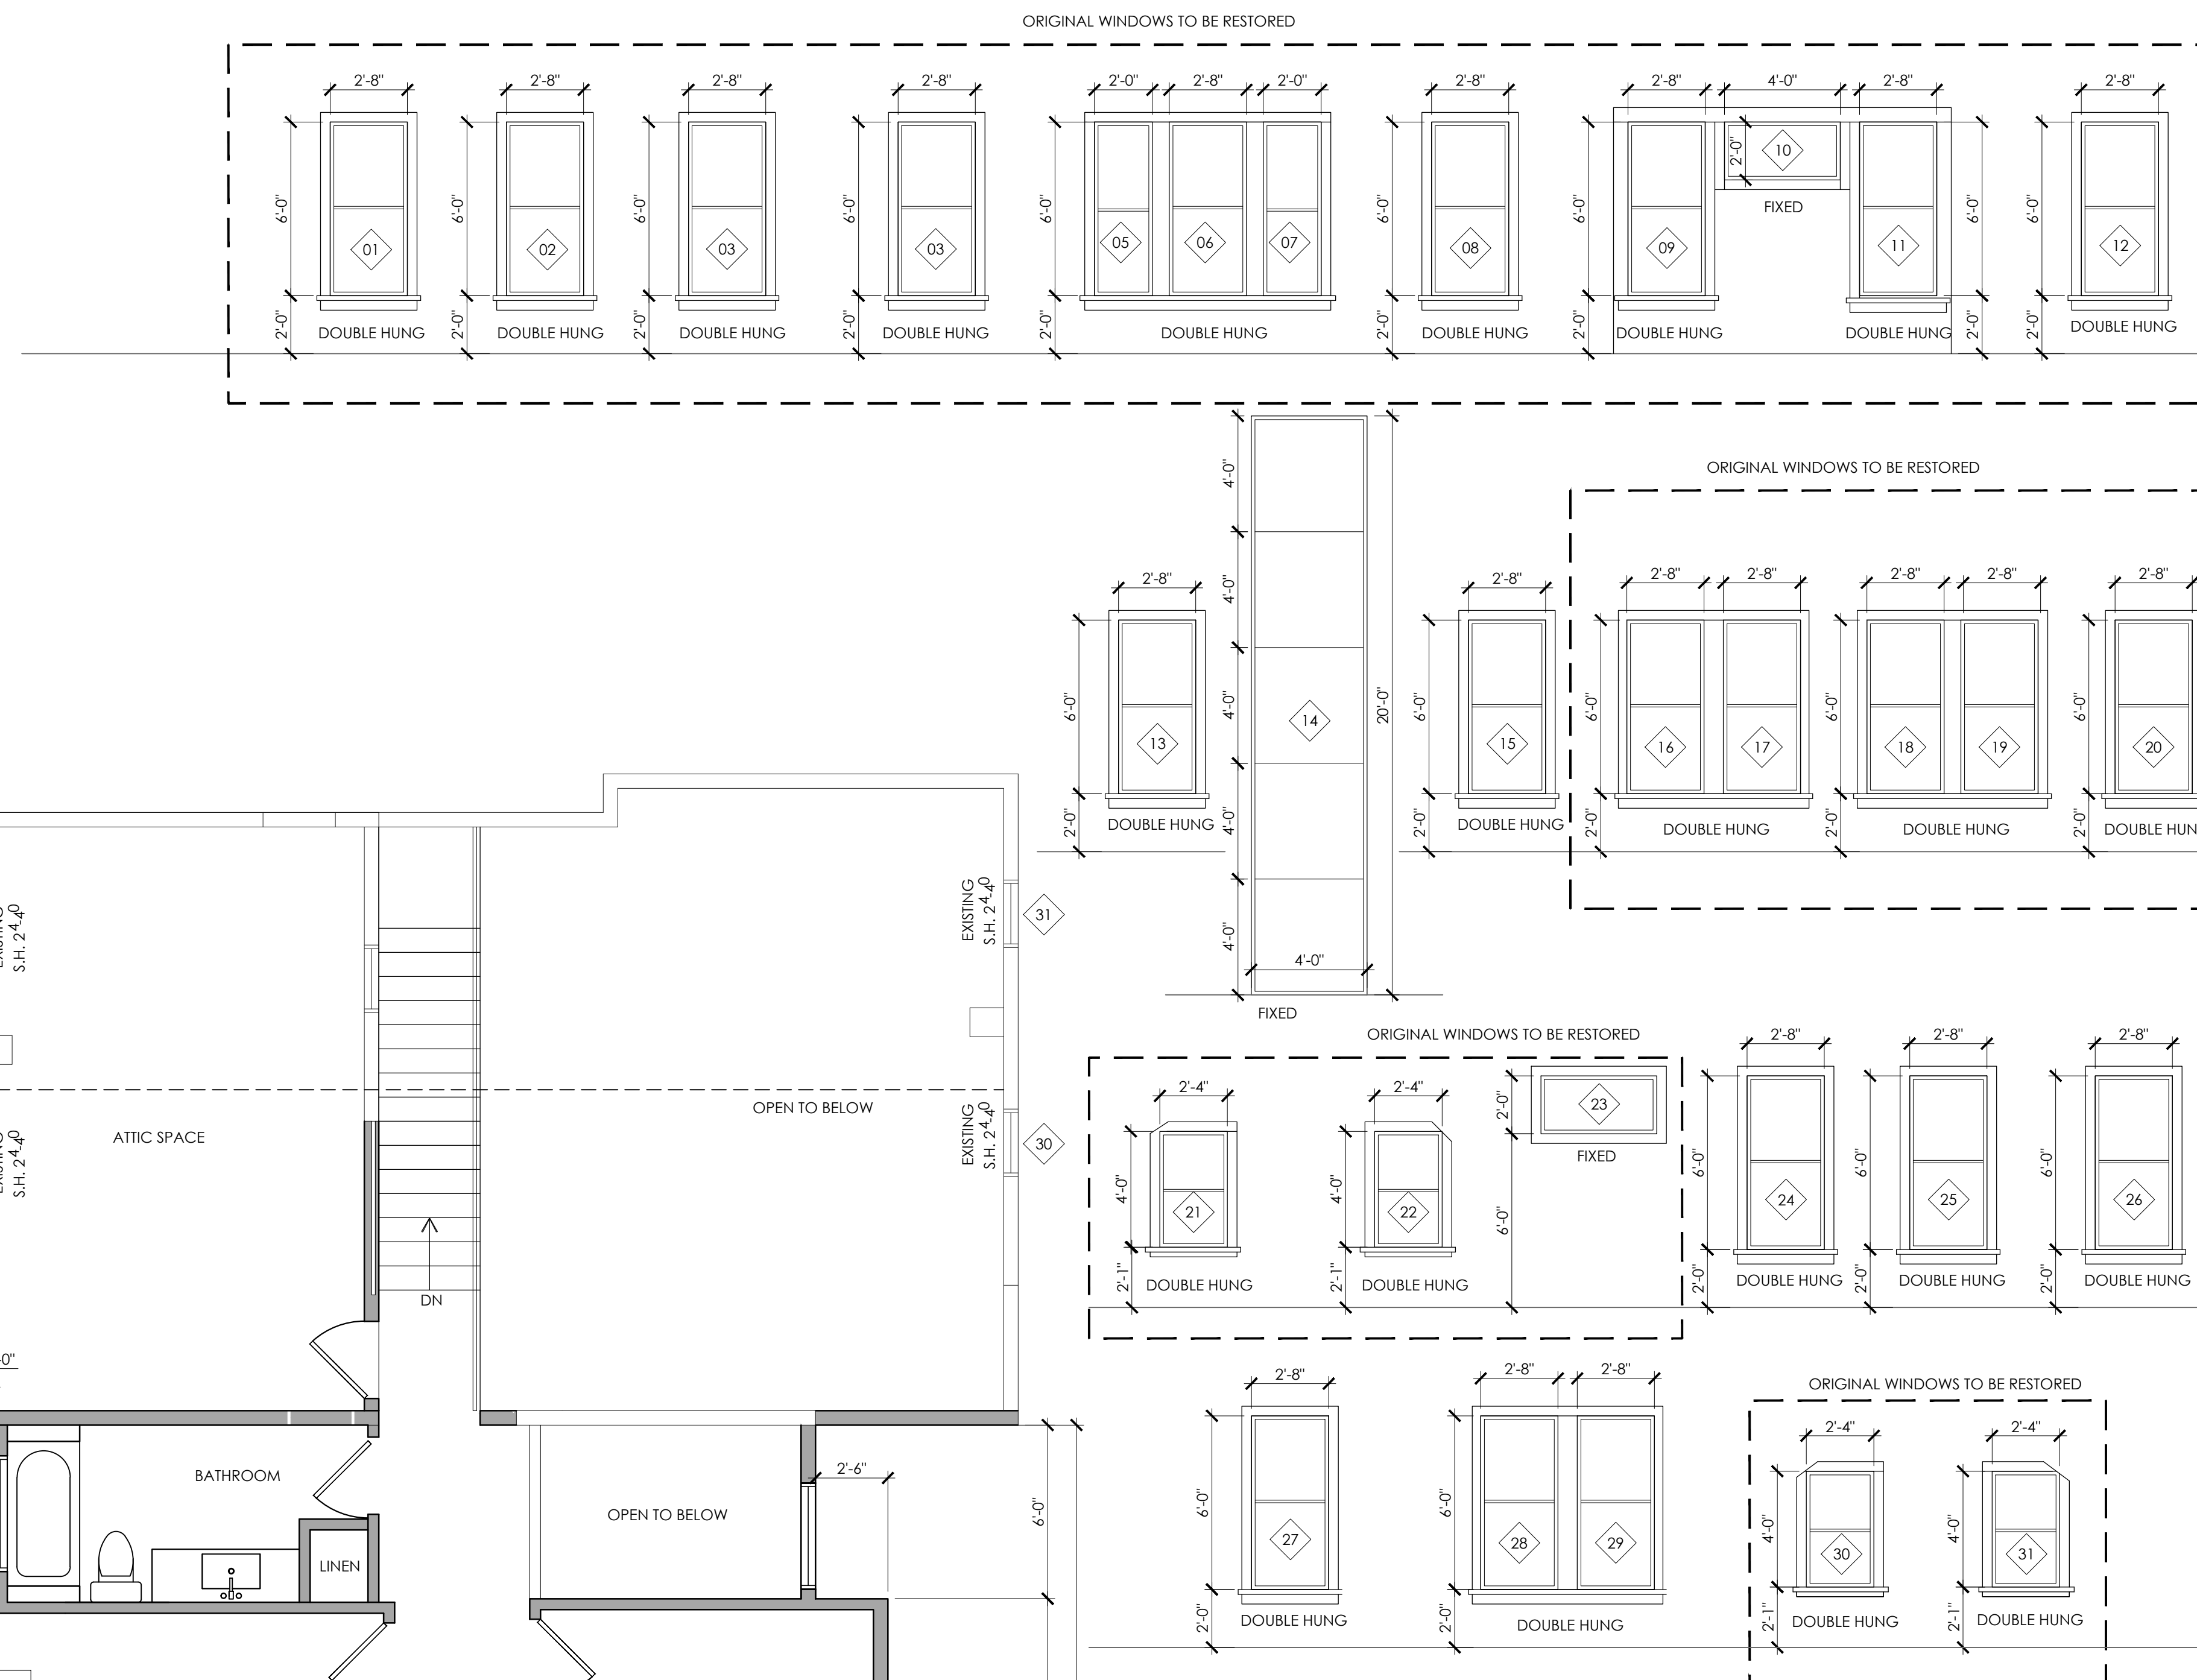 ORIGINAL WINDOWS TO BE RESTORED
2'-8" 2'-8" 2'-8" 2'-8" 2'-0" 2'-8" 2'-0" 2'-8" 2'-8" 4'-0" 2'-8" 2'-8"
2'-0" 10
6'-0" 6'-0" 6'-0" 6'-0" 6'-0" 6'-0" 6'-0" FIXED 6'-0" 6'-0"
01 02 03 03 05 06 07 08 09 11 12
2'-0" 2'-0" 2'-0" 2'-0" 2'-0" 2'-0" 2'-0" 2'-0" 2'-0"
DOUBLE HUNG DOUBLE HUNG DOUBLE HUNG DOUBLE HUNG DOUBLE HUNG DOUBLE HUNG DOUBLE HUNG DOUBLE HUNG DOUBLE HUNG
4'-0"
4'-0"
4'-0"
4'-0"
4'-0"
20'-0"
14
4'-0"
FIXED
2'-8"
6'-0"
13
2'-0"
DOUBLE HUNG
2'-8"
6'-0"
15
2'-0"
DOUBLE HUNG
ORIGINAL WINDOWS TO BE RESTORED
2'-8" 2'-8" 2'-8" 2'-8" 2'-8"
6'-0" 6'-0" 6'-0"
16 17 18 19 20
2'-0" 2'-0" 2'-0"
DOUBLE HUNG DOUBLE HUNG DOUBLE HUN
EXISTING
S.H. 2⁴-4⁰
31
EXISTING
S.H. 2⁴-4⁰
30
S.H. 2⁴-4⁰
S.H. 2⁴-4⁰
ATTIC SPACE
OPEN TO BELOW
DN
-0"
BATHROOM
LINEN
OPEN TO BELOW
2'-6"
6'-0"
ORIGINAL WINDOWS TO BE RESTORED
2'-4" 2'-4" 2'-0" 23
FIXED
4'-0" 4'-0" 6'-0"
21 22
2'-1" 2'-1"
DOUBLE HUNG DOUBLE HUNG
2'-8" 2'-8" 2'-8"
6'-0" 6'-0" 6'-0"
24 25 26
2'-0" 2'-0" 2'-0"
DOUBLE HUNG DOUBLE HUNG DOUBLE HUNG
2'-8" 2'-8" 2'-8"
6'-0" 6'-0"
27 28 29
2'-0" 2'-0"
DOUBLE HUNG DOUBLE HUNG
ORIGINAL WINDOWS TO BE RESTORED
2'-4" 2'-4"
4'-0" 4'-0"
30 31
2'-1" 2'-1"
DOUBLE HUNG DOUBLE HUNG